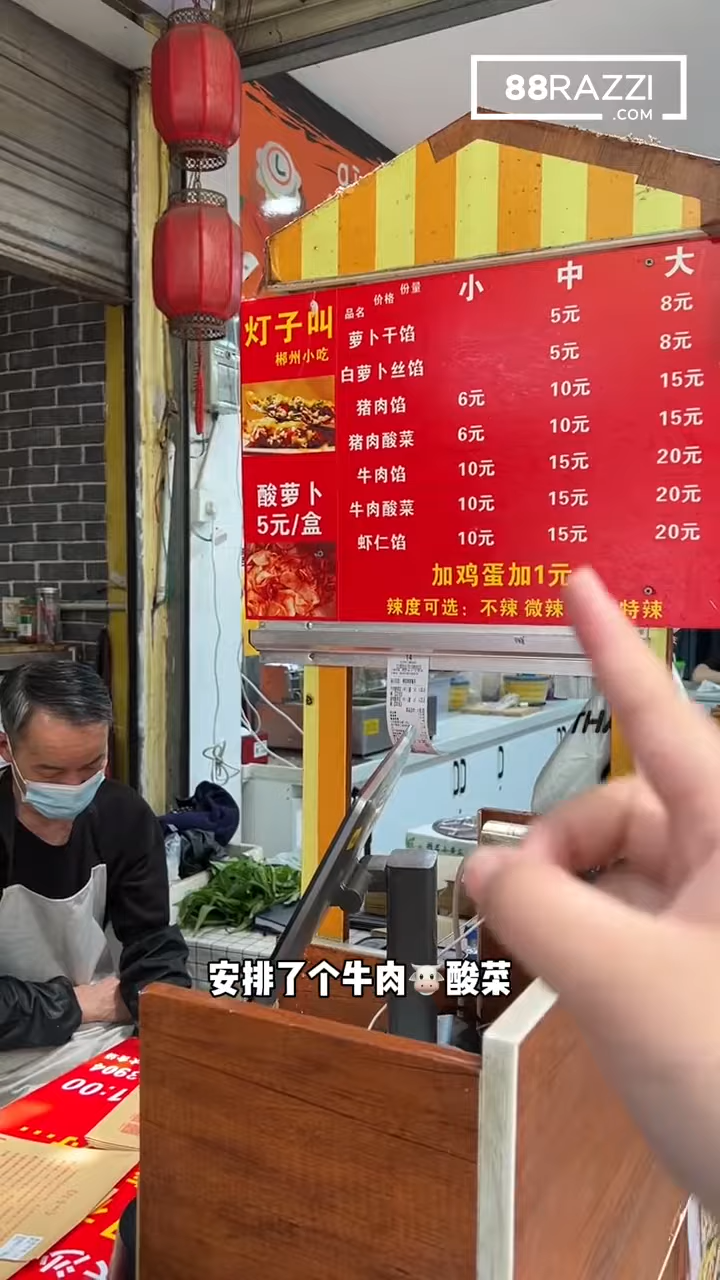 88RAZZI
.COM
灯子叫
郴州小吃
酸萝卜
5元/盒
品名 价格 份量 小 中 大
萝卜干馅 5元 8元
白萝卜丝馅 5元 8元
猪肉馅 6元 10元 15元
猪肉酸菜 6元 10元 15元
牛肉馅 10元 15元 20元
牛肉酸菜 10元 15元 20元
虾仁馅 10元 15元 20元
加鸡蛋加1元
辣度可选：不辣 微辣 特辣
安排了个牛肉🐮酸菜
3904
1:00